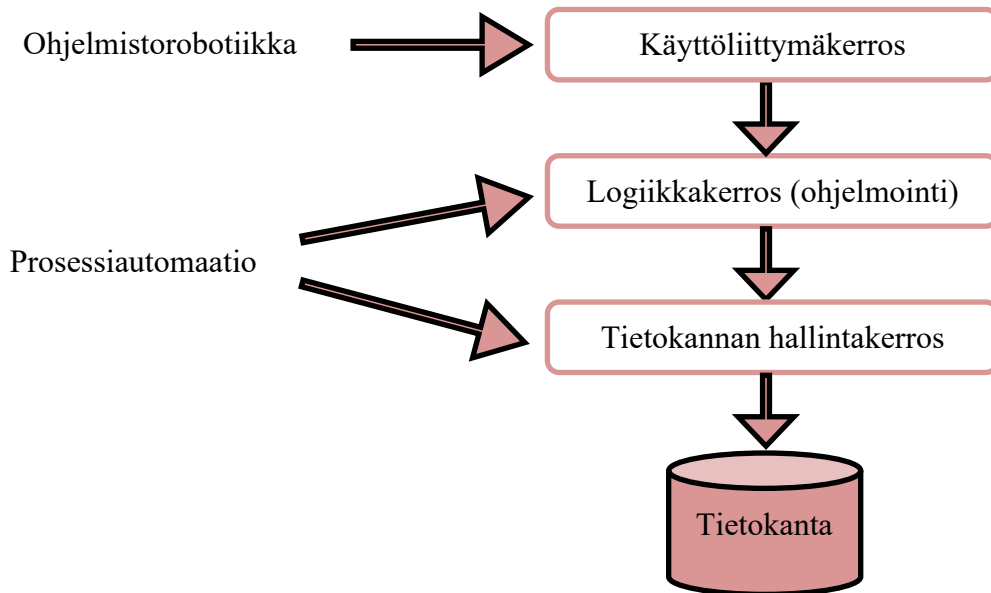 Ohjelmistorobotiikka
Käyttöliittymäkerros
Logiikkakerros (ohjelmointi)
Prosessiautomaatio
Tietokannan hallintakerros
Tietokanta